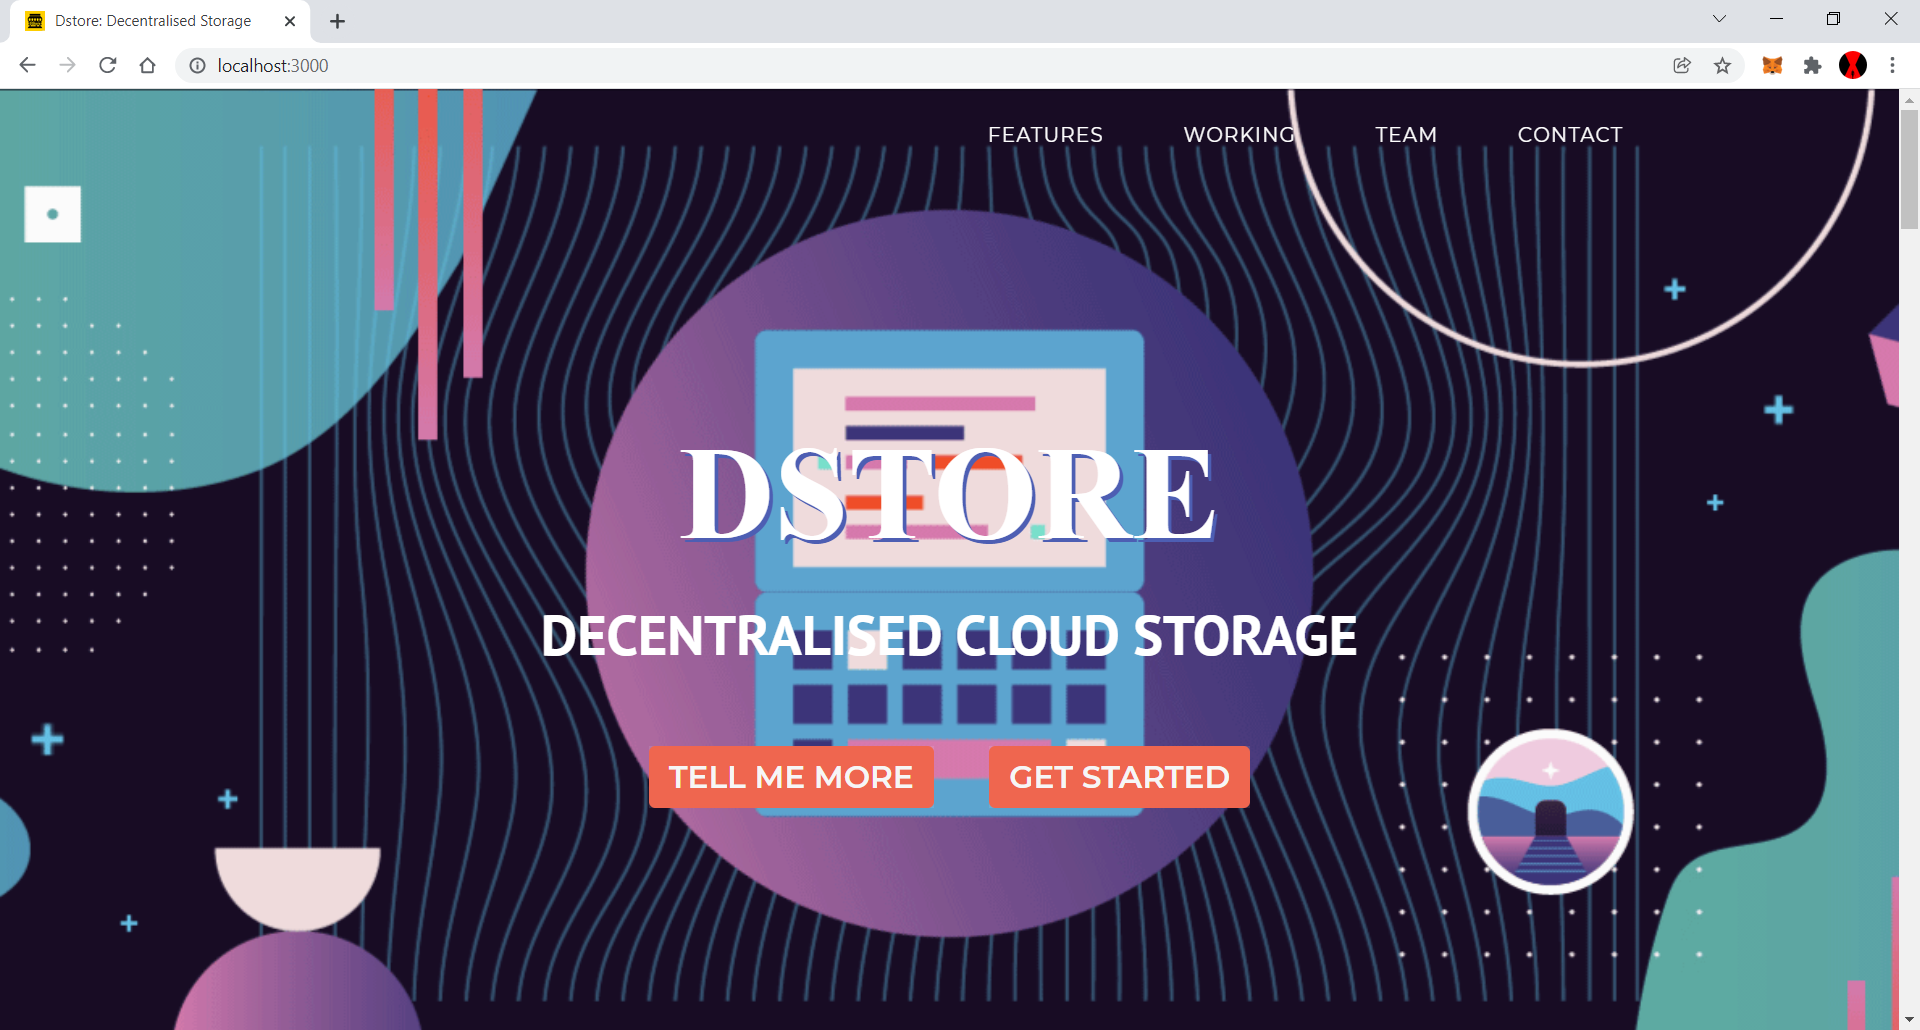 Dstore: Decentralised Storage
localhost:3000
FEATURES WORKING TEAM CONTACT
DSTORE
DECENTRALISED CLOUD STORAGE
TELL ME MORE GET STARTED